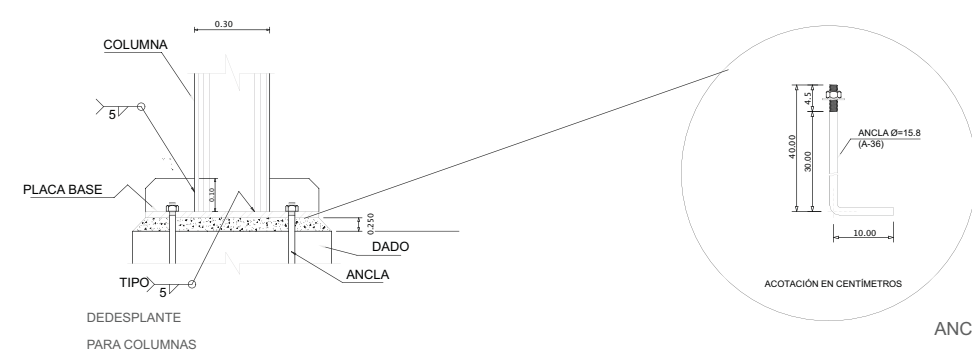 0.30
COLUMNA
5
PLACA BASE
0.10
0.250
DADO
ANCLA
TIPO
5
DEDESPLANTE
PARA COLUMNAS
4.5
40.00
30.00
ANCLA Ø=15.8
(A-36)
10.00
ACOTACIÓN EN CENTÍMETROS
ANC